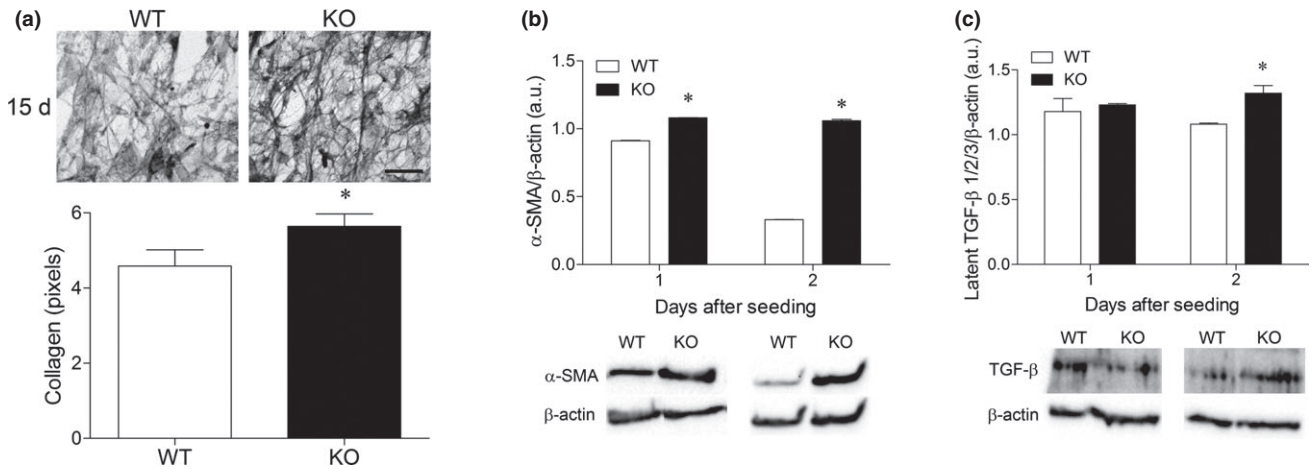 (a)
WT KO
15 d
*
Collagen (pixels)
6
4
2
0
WT KO
(b)
α-SMA/β-actin (a.u.)
1.5
1.0
0.5
0.0
WT
KO
* *
1 2
Days after seeding
WT KO WT KO
α-SMA
β-actin
(c)
Latent TGF-β 1/2/3/β-actin (a.u.)
1.5
1.0
0.5
0.0
WT
KO
*
1 2
Days after seeding
WT KO WT KO
TGF-β
β-actin